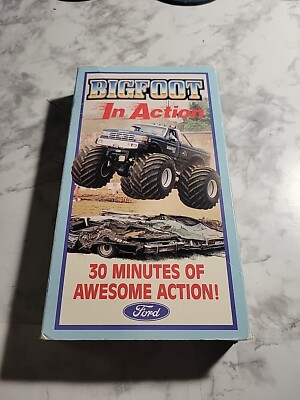 BIGFOOT
In Action
30 MINUTES OF
AWESOME ACTION!
Ford